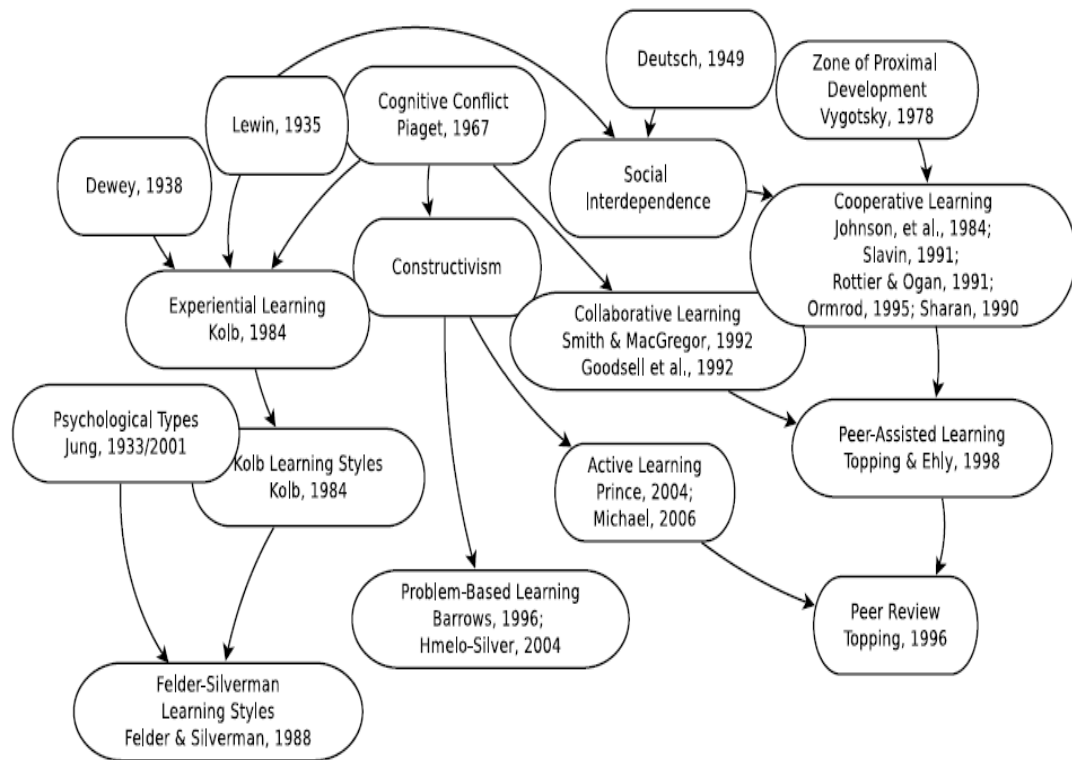 Deutsch, 1949
Zone of Proximal
Development
Vygotsky, 1978
Lewin, 1935
Cognitive Conflict
Piaget, 1967
Dewey, 1938
Social
Interdependence
Cooperative Learning
Johnson, et al., 1984;
Slavin, 1991;
Rottier & Ogan, 1991;
Ormrod, 1995; Sharan, 1990
Constructivism
Experiential Learning
Kolb, 1984
Collaborative Learning
Smith & MacGregor, 1992
Goodsell et al., 1992
Psychological Types
Jung, 1933/2001
Kolb Learning Styles
Kolb, 1984
Active Learning
Prince, 2004;
Michael, 2006
Peer-Assisted Learning
Topping & Ehly, 1998
Problem-Based Learning
Barrows, 1996;
Hmelo-Silver, 2004
Peer Review
Topping, 1996
Felder-Silverman
Learning Styles
Felder & Silverman, 1988